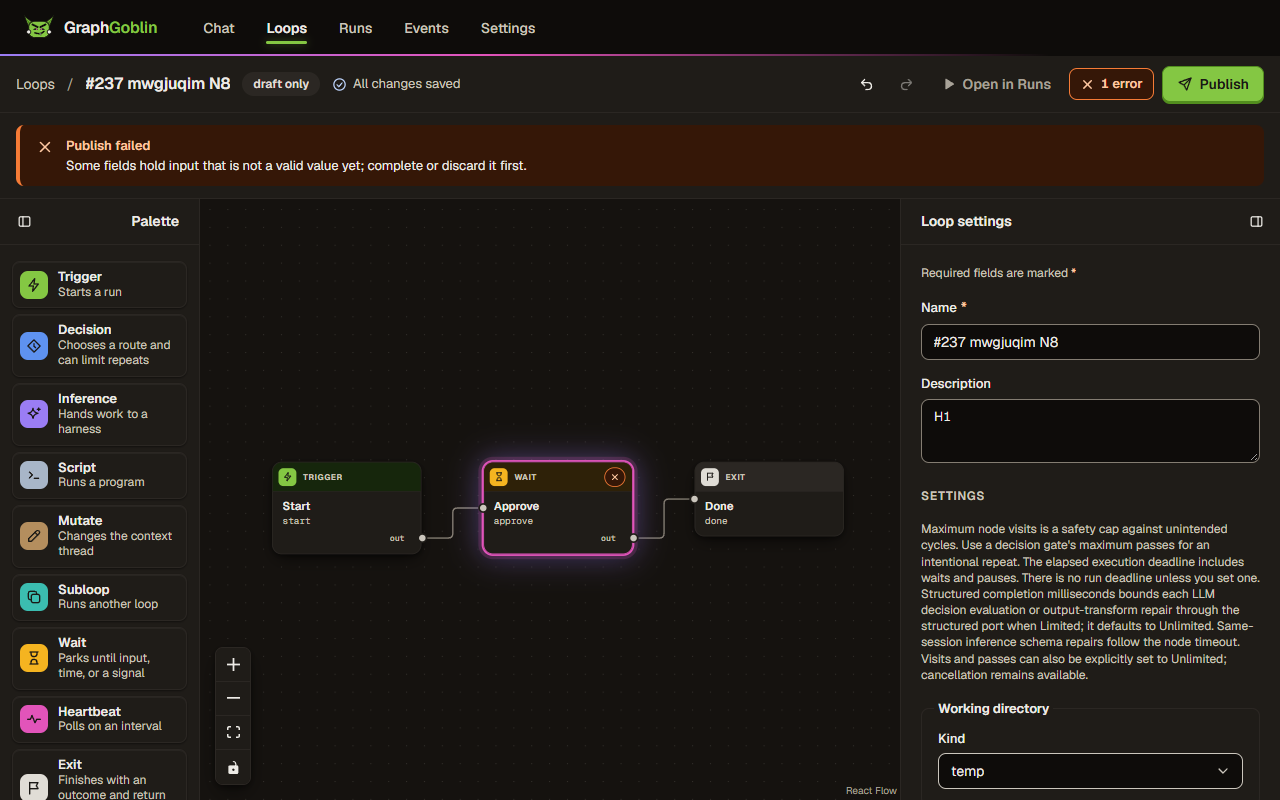 GraphGoblin
Chat
Loops
Runs
Events
Settings
Loops / #237 mwgjuqim N8
draft only
All changes saved
Open in Runs
1 error
Publish
Publish failed
Some fields hold input that is not a valid value yet; complete or discard it first.
Palette
Trigger
Starts a run
Decision
Chooses a route and
can limit repeats
Inference
Hands work to a
harness
Script
Runs a program
Mutate
Changes the context
thread
Subloop
Runs another loop
Wait
Parks until input,
time, or a signal
Heartbeat
Polls on an interval
Exit
Finishes with an
outcome and return
TRIGGER
Start
start
out
WAIT
Approve
approve
out
EXIT
Done
done
React Flow
Loop settings
Required fields are marked *
Name *
#237 mwgjuqim N8
Description
H1
SETTINGS
Maximum node visits is a safety cap against unintended
cycles. Use a decision gate's maximum passes for an
intentional repeat. The elapsed execution deadline includes
waits and pauses. There is no run deadline unless you set one.
Structured completion milliseconds bounds each LLM
decision evaluation or output-transform repair through the
structured port when Limited; it defaults to Unlimited. Same-
session inference schema repairs follow the node timeout.
Visits and passes can also be explicitly set to Unlimited;
cancellation remains available.
Working directory
Kind
temp